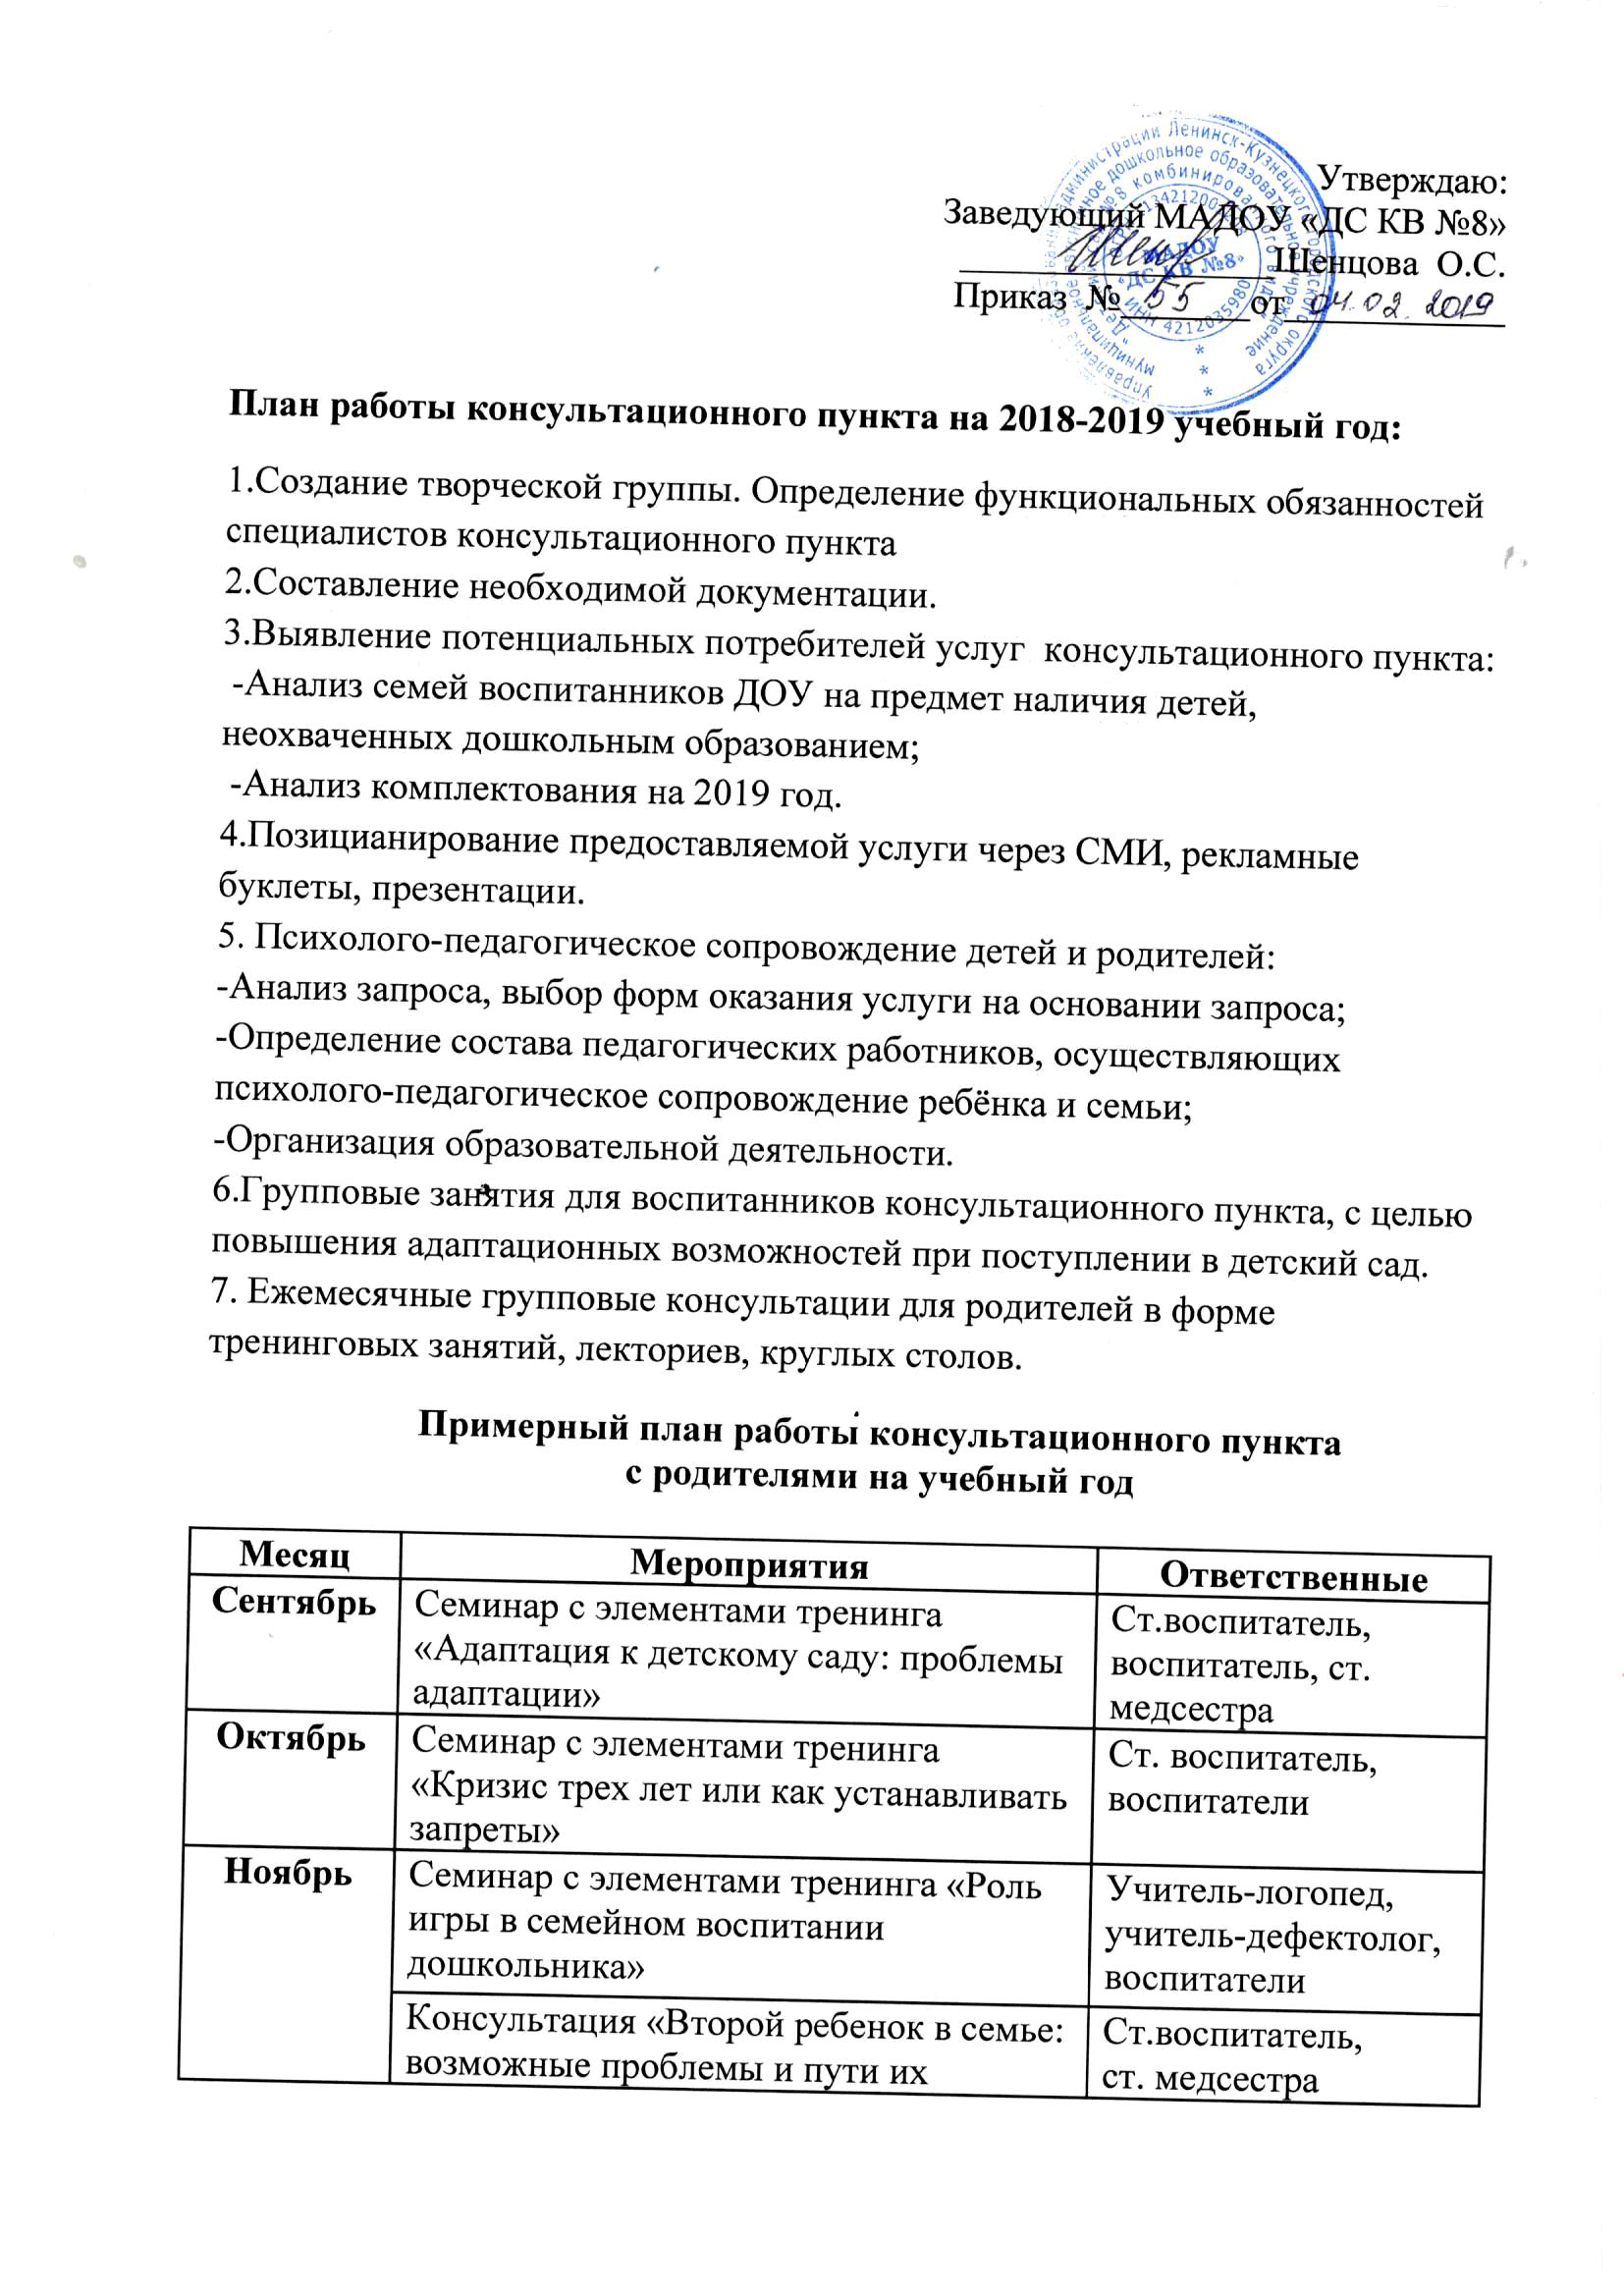 Утверждаю:
Заведующий МАДОУ «ДС КВ №8»
Шенцова О.С.
Приказ № 55 от 04.02.2019
МАДОУ
«ДС КВ №8»
ИНН 4212035980
План работы консультационного пункта на 2018-2019 учебный год:
1.Создание творческой группы. Определение функциональных обязанностей
специалистов консультационного пункта
2.Составление необходимой документации.
3.Выявление потенциальных потребителей услуг консультационного пункта:
-Анализ семей воспитанников ДОУ на предмет наличия детей,
неохваченных дошкольным образованием;
-Анализ комплектования на 2019 год.
4.Позицианирование предоставляемой услуги через СМИ, рекламные
буклеты, презентации.
5. Психолого-педагогическое сопровождение детей и родителей:
-Анализ запроса, выбор форм оказания услуги на основании запроса;
-Определение состава педагогических работников, осуществляющих
психолого-педагогическое сопровождение ребёнка и семьи;
-Организация образовательной деятельности.
6.Групповые занятия для воспитанников консультационного пункта, с целью
повышения адаптационных возможностей при поступлении в детский сад.
7. Ежемесячные групповые консультации для родителей в форме
тренинговых занятий, лекториев, круглых столов.
Примерный план работы консультационного пункта
с родителями на учебный год
Месяц Мероприятия Ответственные
Сентябрь Семинар с элементами тренинга Ст.воспитатель,
«Адаптация к детскому саду: проблемы воспитатель, ст.
адаптации» медсестра
Октябрь Семинар с элементами тренинга Ст. воспитатель,
«Кризис трех лет или как устанавливать воспитатели
запреты»
Ноябрь Семинар с элементами тренинга «Роль Учитель-логопед,
игры в семейном воспитании учитель-дефектолог,
дошкольника» воспитатели
Консультация «Второй ребенок в семье: Ст.воспитатель,
возможные проблемы и пути их ст. медсестра